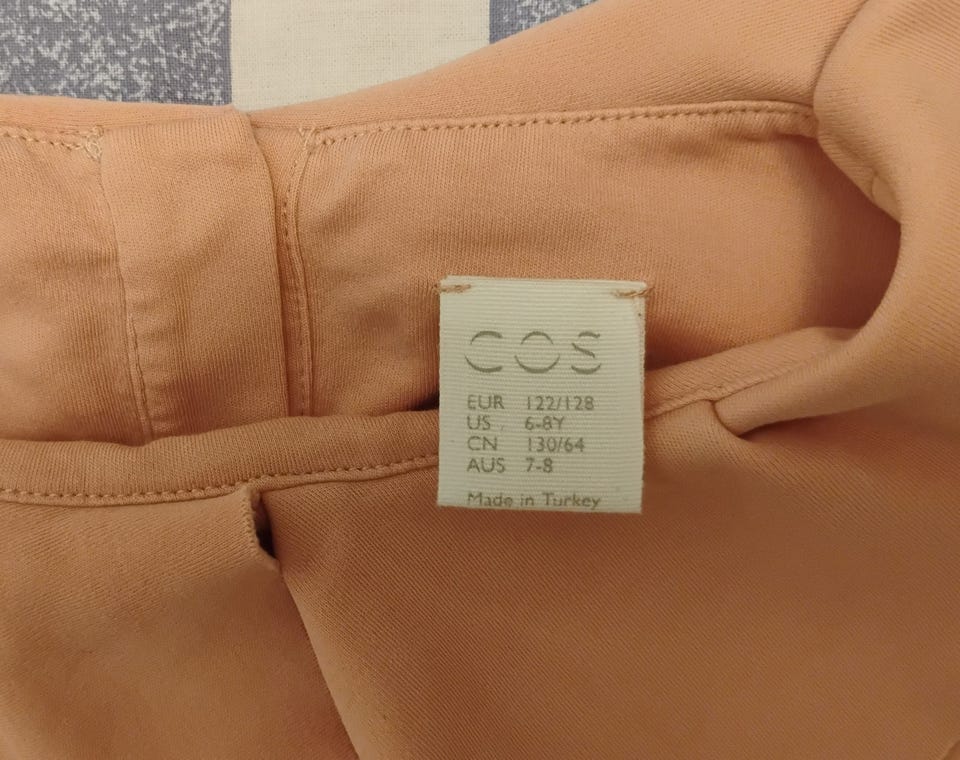 COS
EUR 122/128
US 6-8Y
CN 130/64
AUS 7-8
Made in Turkey